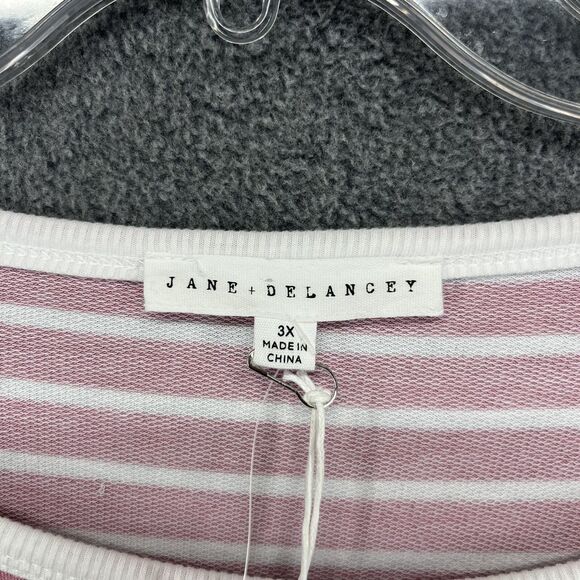 JANE + DELANCEY
3X
MADE IN
CHINA